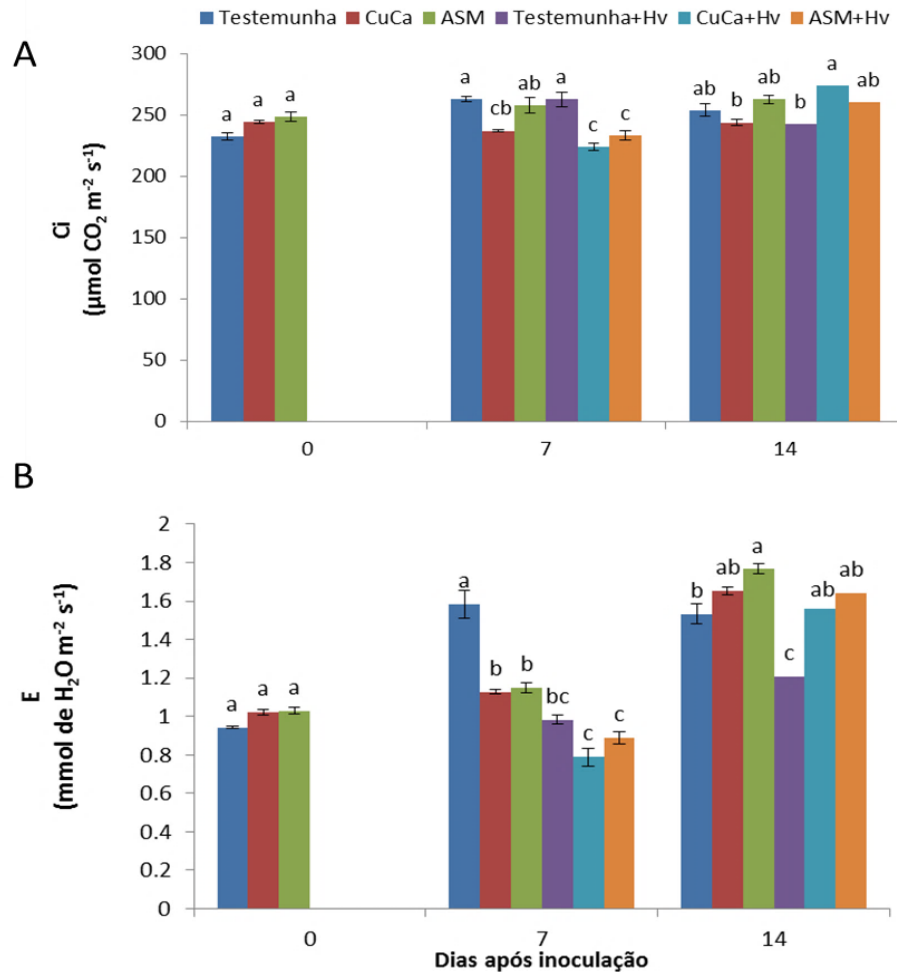 Testemunha CuCa ASM Testemunha+Hv CuCa+Hv ASM+Hv
A
300
250
200
150
100
50
0
Ci
(µmol CO₂ m⁻² s⁻¹)
a a a
a cb ab a c c
ab b ab b a ab
0 7 14
B
2
1.8
1.6
1.4
1.2
1
0.8
0.6
0.4
0.2
0
E
(mmol de H₂O m⁻² s⁻¹)
a a a
a b b bc c c
b ab a c ab ab
0 7 14
Dias após inoculação